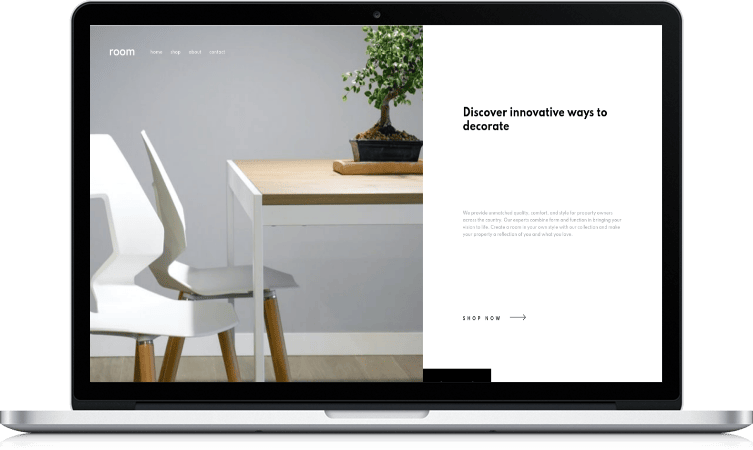 room
home shop about contact
Discover innovative ways to
decorate
We provide unmatched quality, comfort, and style for property owners
across the country. Our experts combine form and function in bringing your
vision to life. Create a room in your own style with our collection and make
your property a reflection of you and what you love.
SHOP NOW